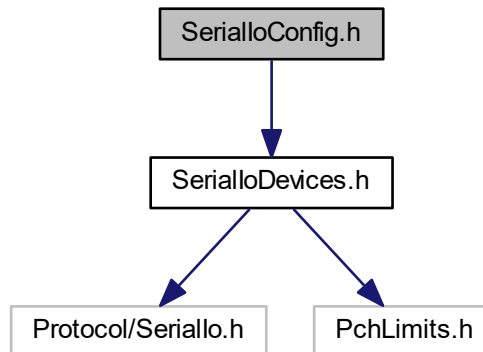 SerialIoConfig.h
SerialIoDevices.h
Protocol/SerialIo.h
PchLimits.h